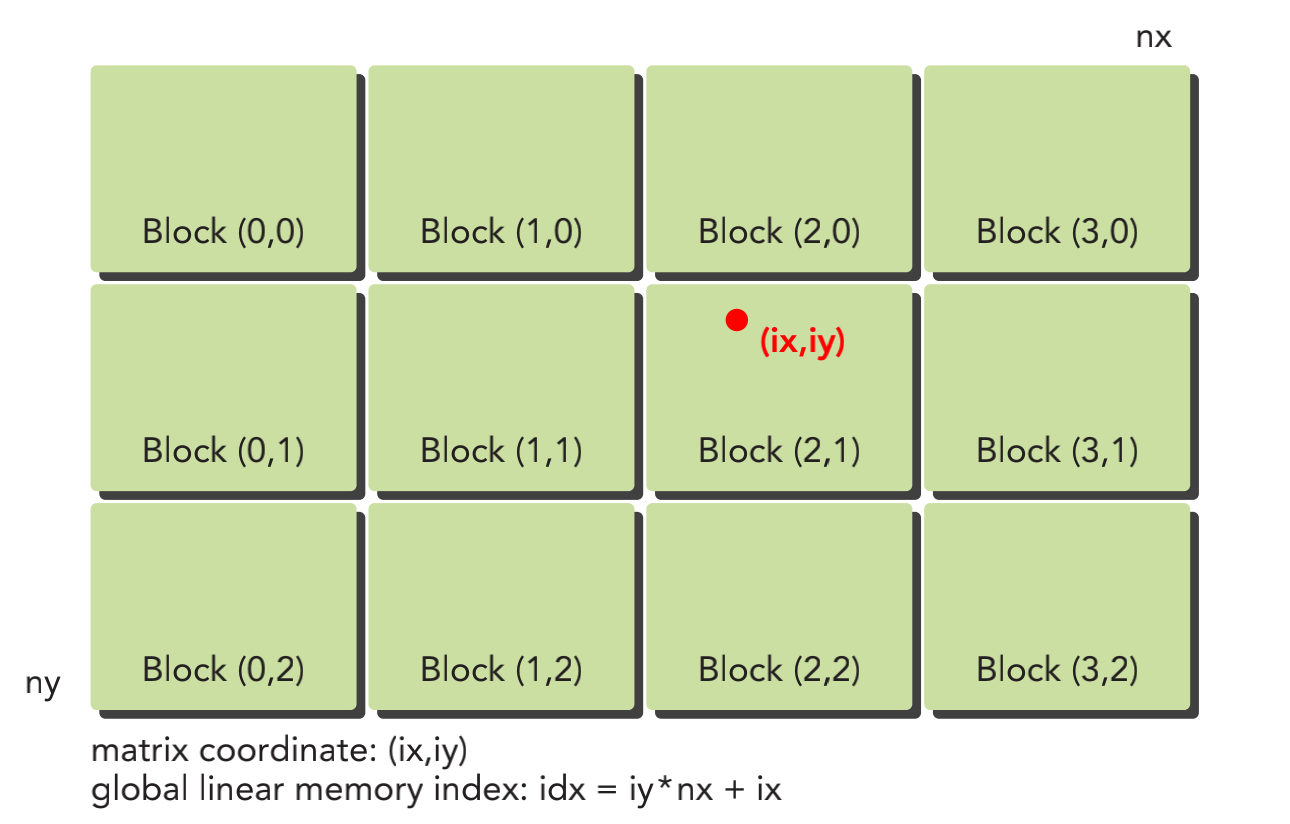 nx
Block (0,0) Block (1,0) Block (2,0) Block (3,0)
(ix,iy)
Block (0,1) Block (1,1) Block (2,1) Block (3,1)
Block (0,2) Block (1,2) Block (2,2) Block (3,2)
ny
matrix coordinate: (ix,iy)
global linear memory index: idx = iy*nx + ix